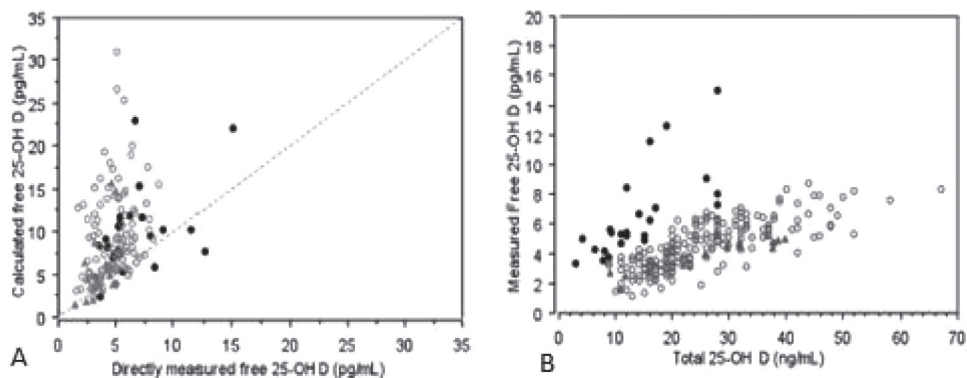 35
30
25
20
15
10
5
0
Calculated free 25-OH D (pg/mL)
0 5 10 15 20 25 30 35
Directly measured free 25-OH D (pg/mL)
A
20
18
16
14
12
10
8
6
4
2
0
Measured Free 25-OH D (pg/mL)
0 10 20 30 40 50 60 70
Total 25-OH D (ng/mL)
B